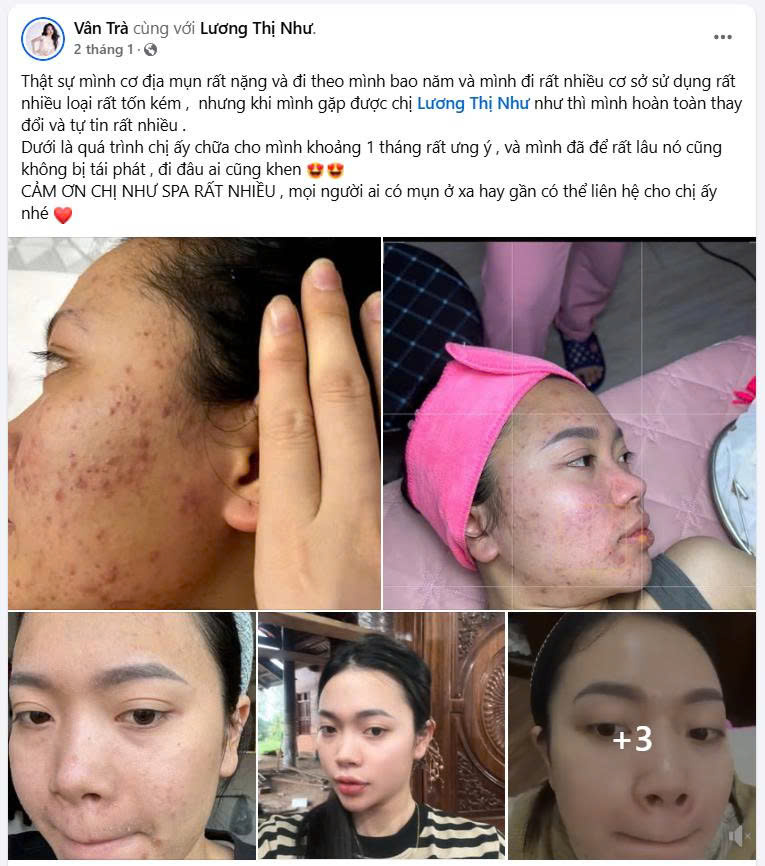 Vân Trà cùng với Lương Thị Như.
2 tháng 1 ·
Thật sự mình cơ địa mụn rất nặng và đi theo mình bao năm và mình đi rất nhiều cơ sở sử dụng rất
nhiều loại rất tốn kém , nhưng khi mình gặp được chị Lương Thị Như như thì mình hoàn toàn thay
đổi và tự tin rất nhiều .
Dưới là quá trình chị ấy chữa cho mình khoảng 1 tháng rất ưng ý , và mình đã để rất lâu nó cũng
không bị tái phát , đi đâu ai cũng khen 😍😍
CẢM ƠN CHỊ NHƯ SPA RẤT NHIỀU , mọi người ai có mụn ở xa hay gần có thể liên hệ cho chị ấy
nhé ❤️
+3